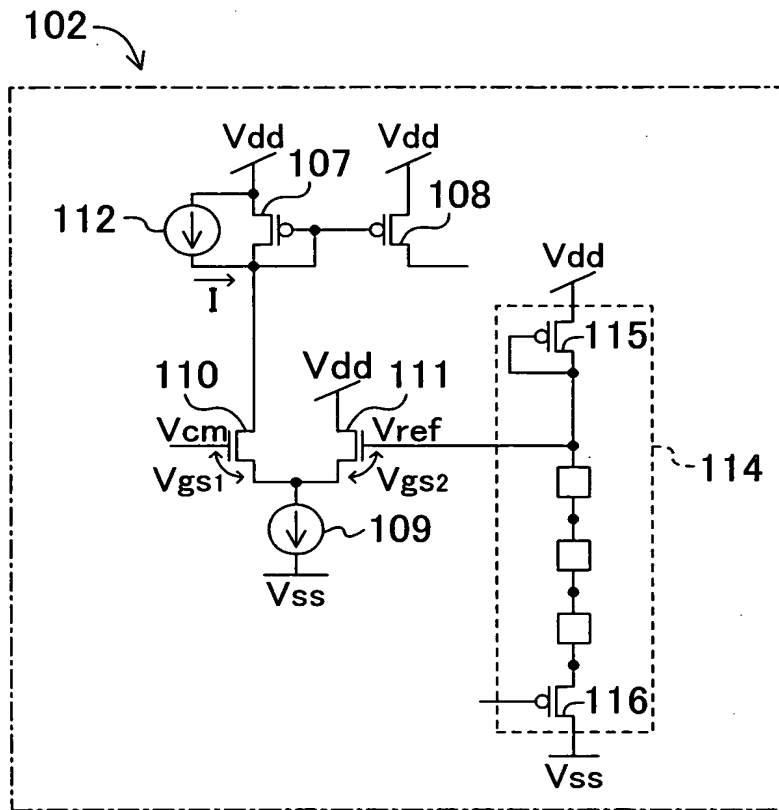 102
Vdd
107
Vdd
108
112
I
Vdd
115
110
Vdd
111
Vcm
Vref
114
Vgs1
Vgs2
109
Vss
116
Vss